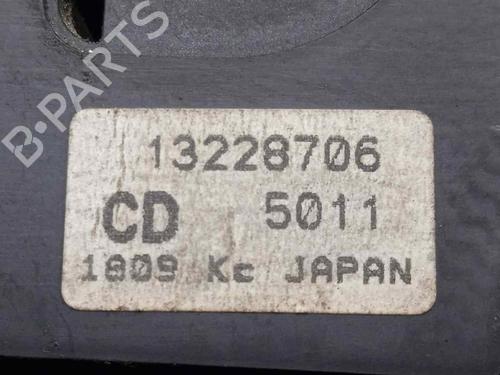 B-PARTS
13228706
CD 5011
1809 Kc JAPAN